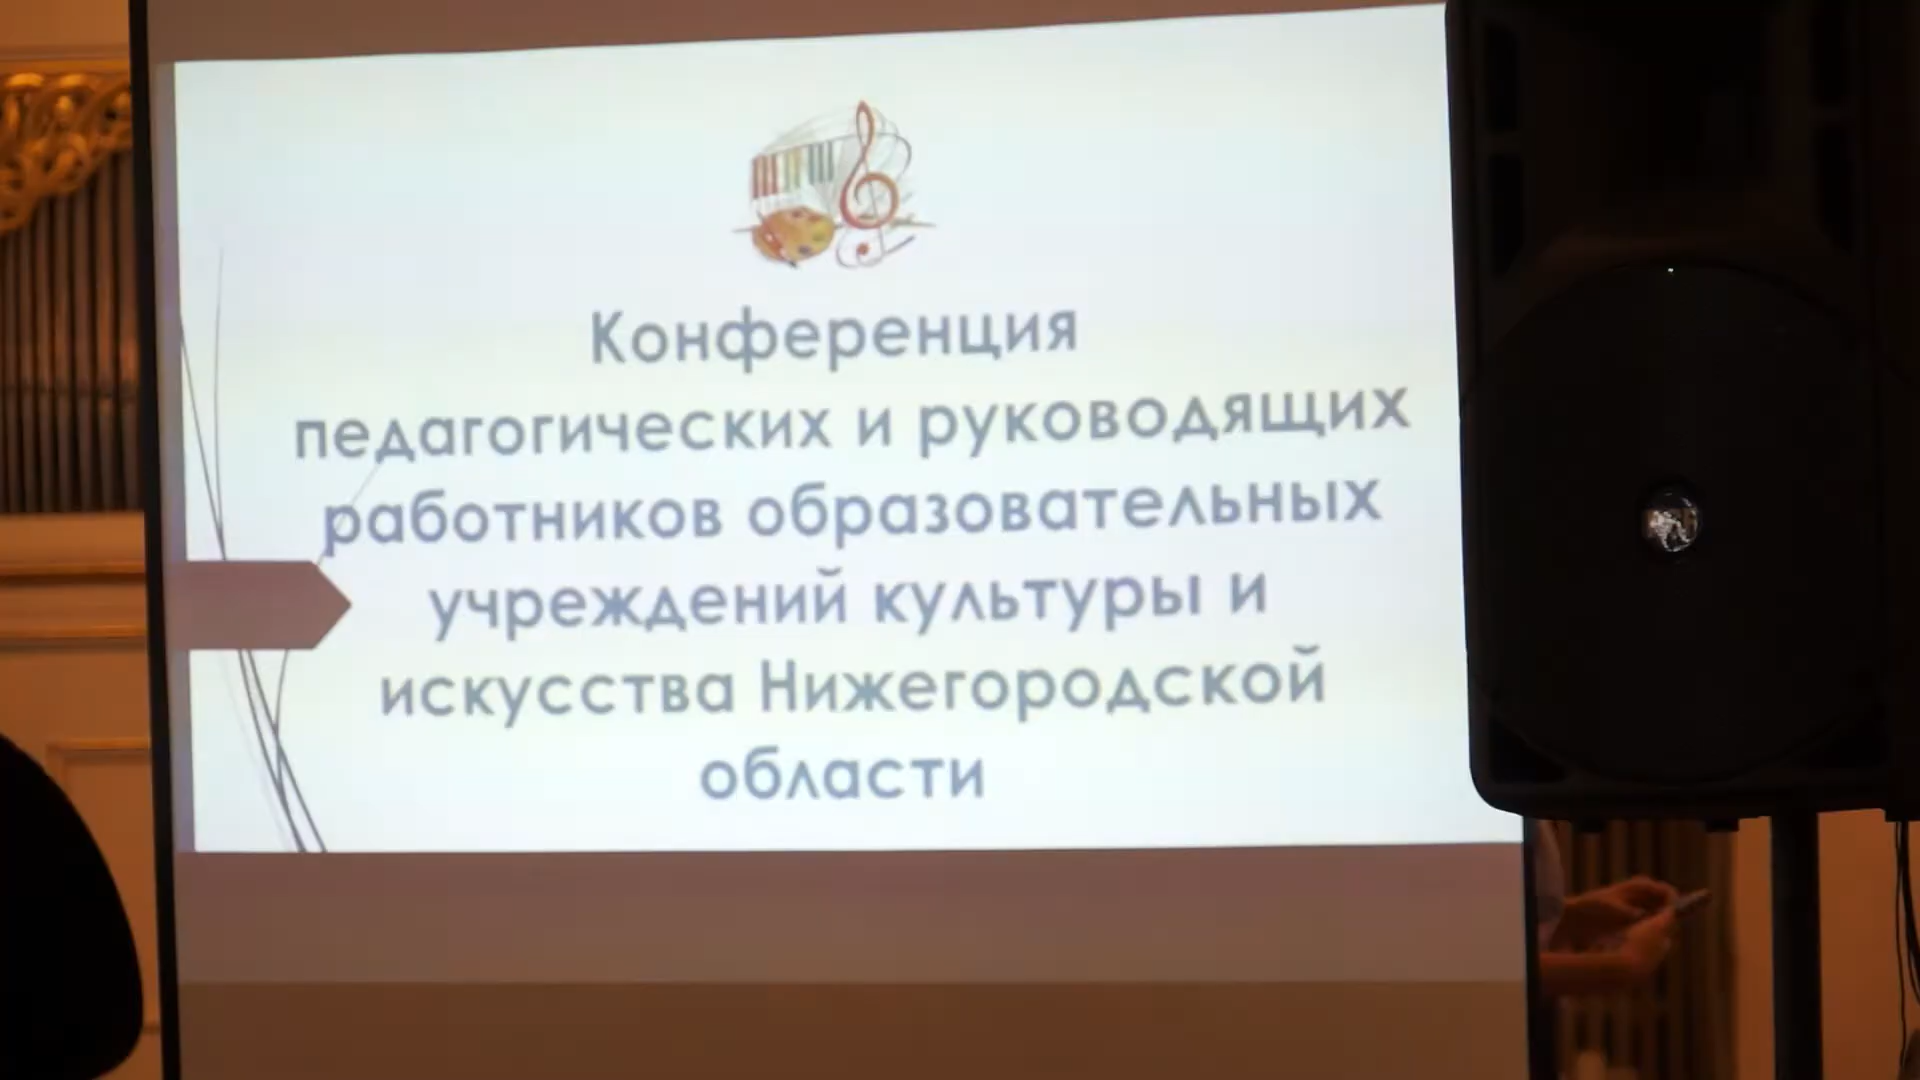 Конференция
педагогических и руководящих
работников образовательных
учреждений культуры и
искусства Нижегородской
области